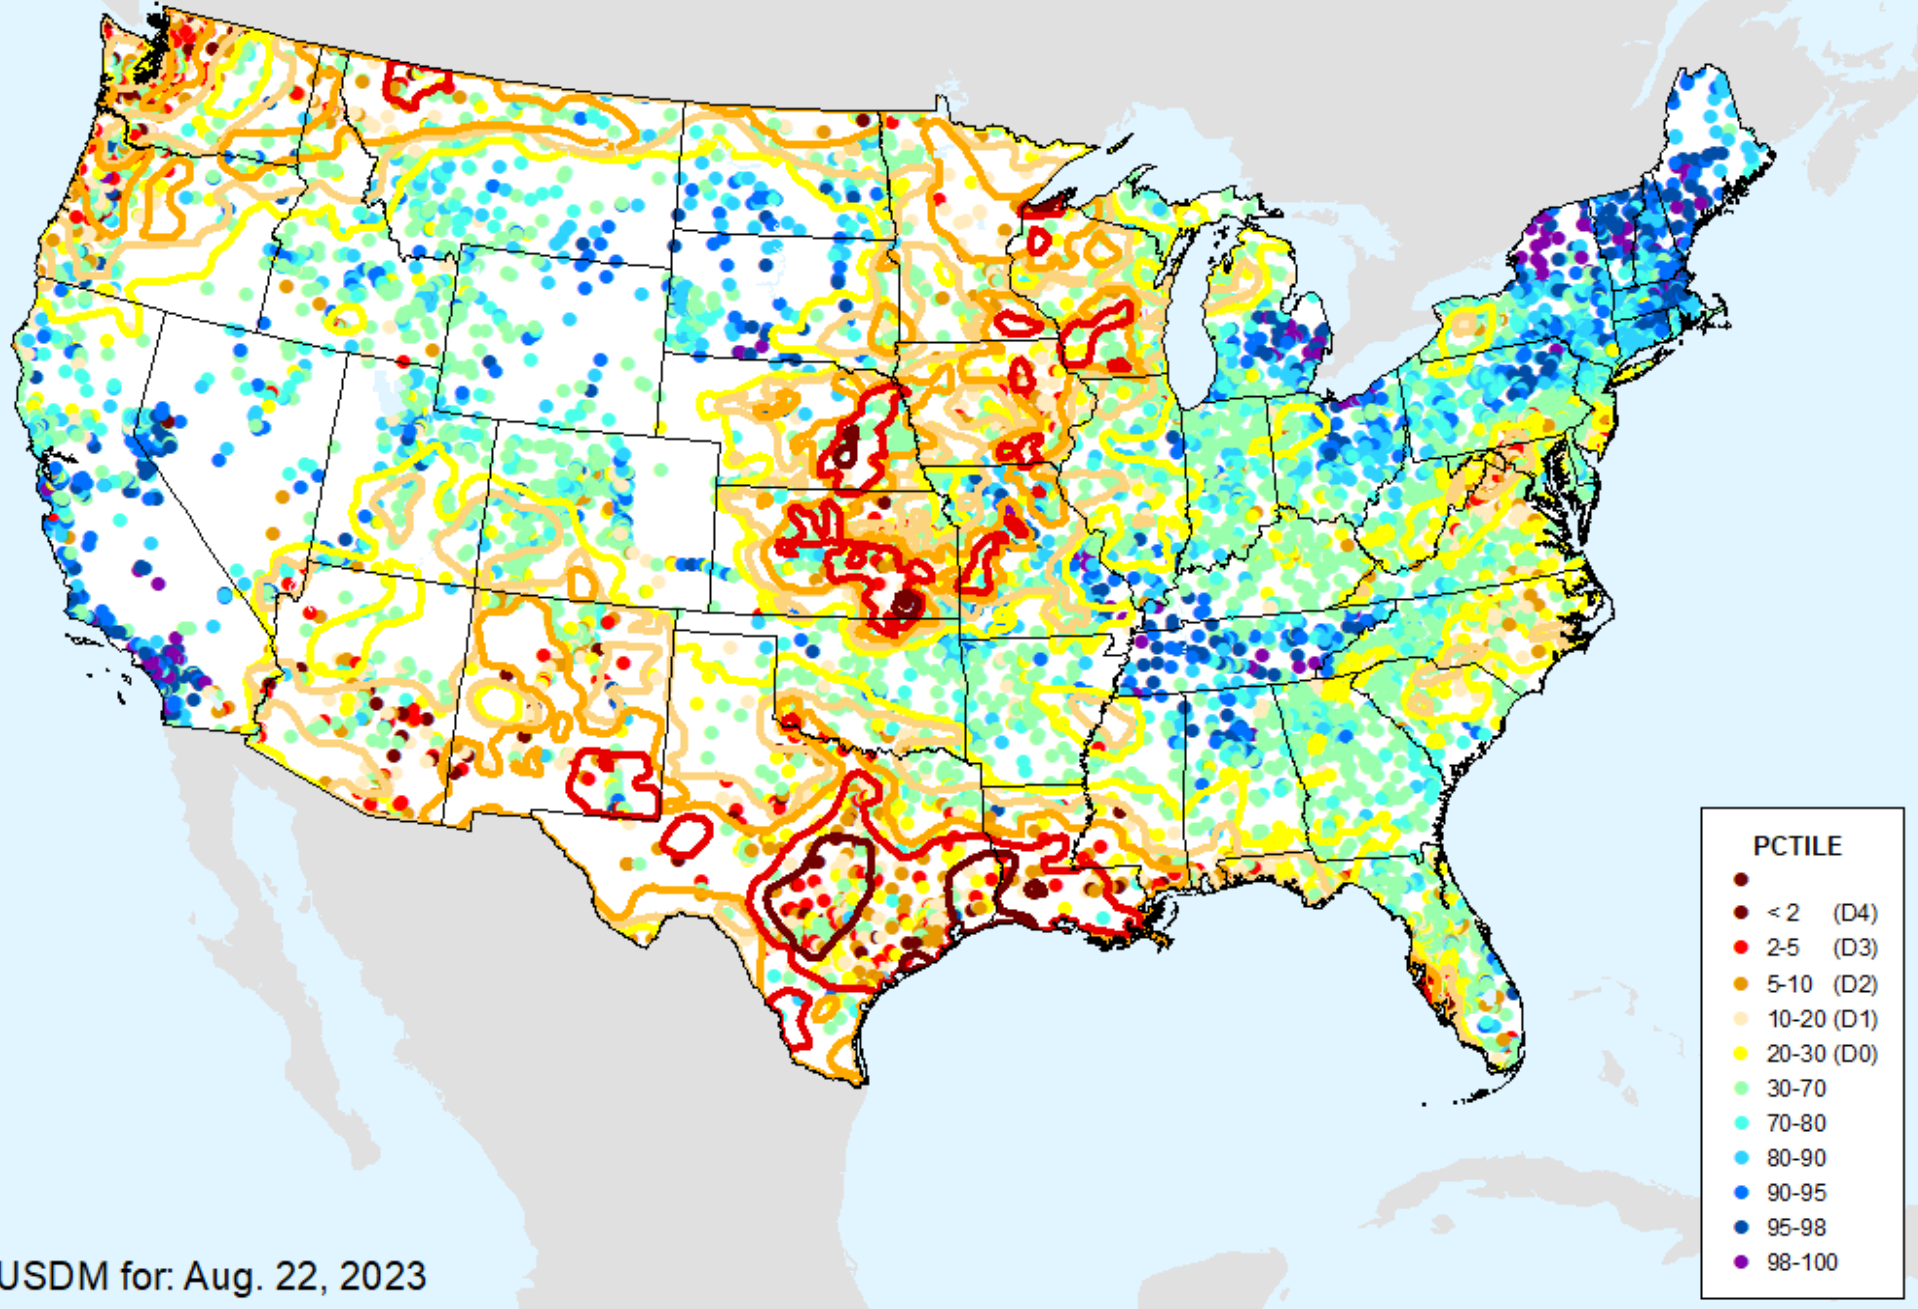 PCTILE
< 2 (D4)
2-5 (D3)
5-10 (D2)
10-20 (D1)
20-30 (D0)
30-70
70-80
80-90
90-95
95-98
98-100
USDM for: Aug. 22, 2023